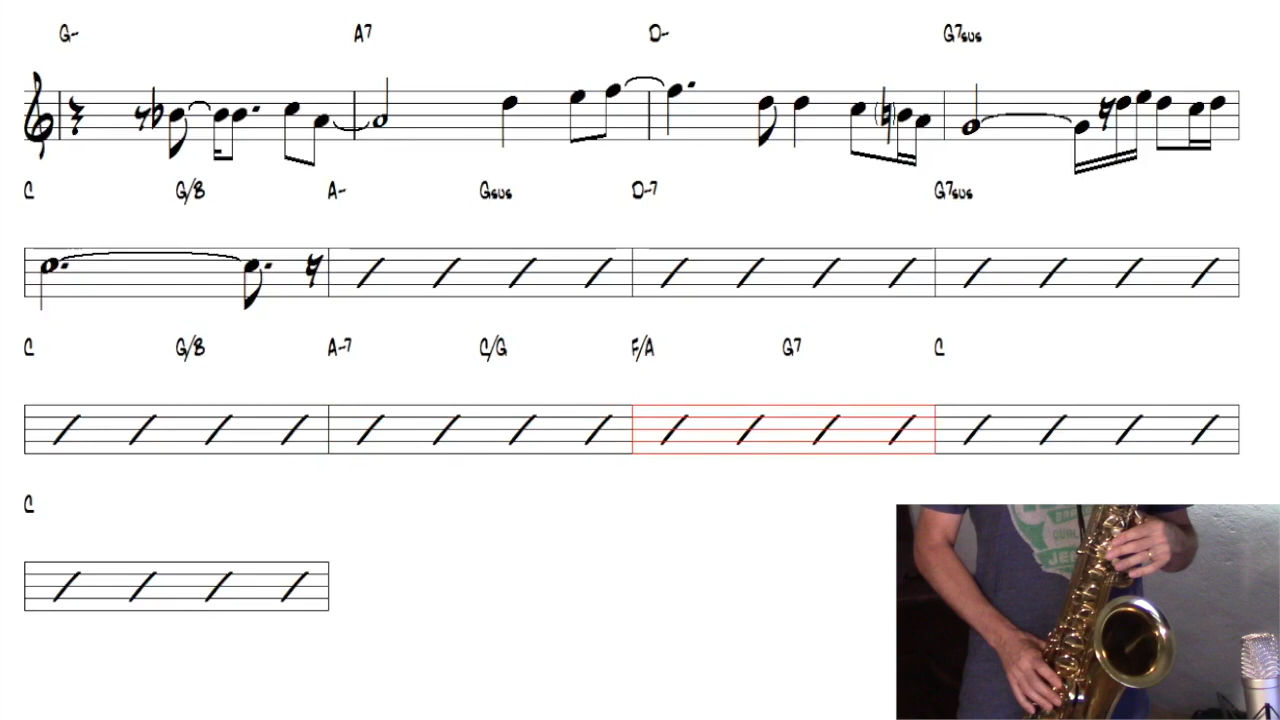 G- A7 D- G7sus
C G/B A- Gsus D-7 G7sus
C G/B A-7 C/G F/A G7 C
C